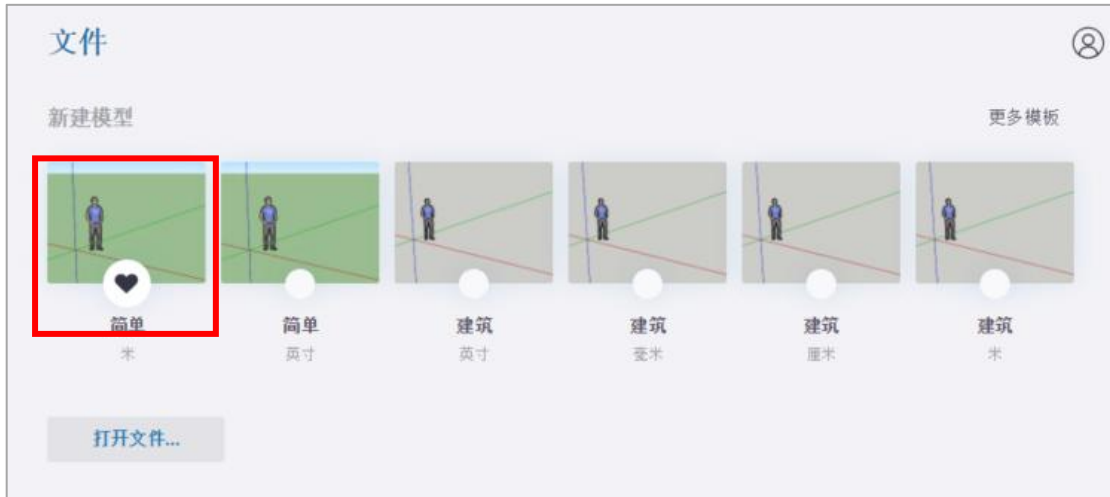 文件
新建模型
更多模板
简单 简单 建筑 建筑 建筑 建筑
米 英寸 英寸 毫米 厘米 米
打开文件...